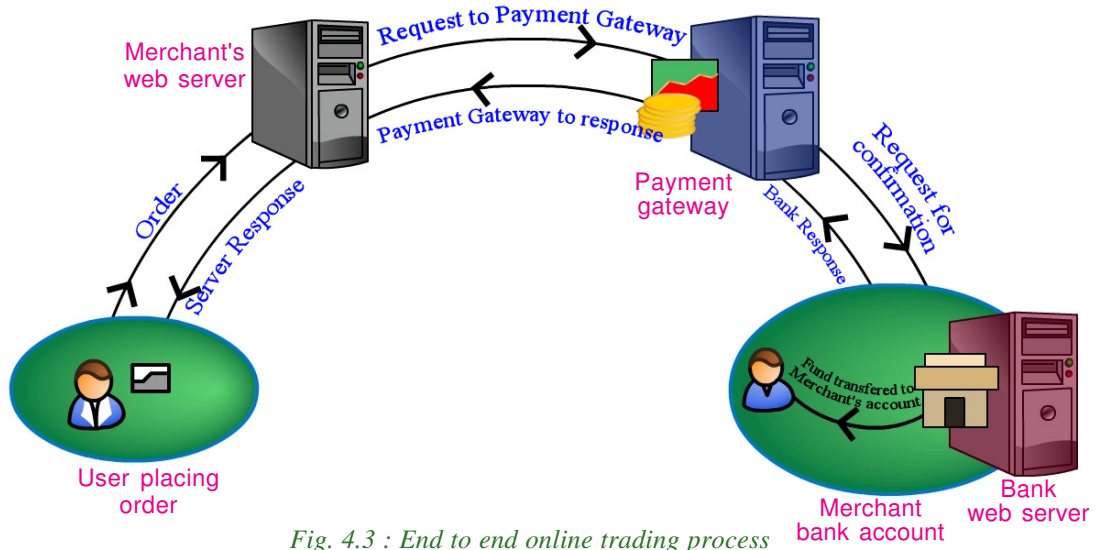 Merchant's
web server
Request to Payment Gateway
Payment Gateway to response
Payment
gateway
Request for
confirmation
Bank Response
Order
Server Response
Fund transfered to
Merchant's account
User placing
order
Merchant
bank account
Bank
web server
Fig. 4.3 : End to end online trading process